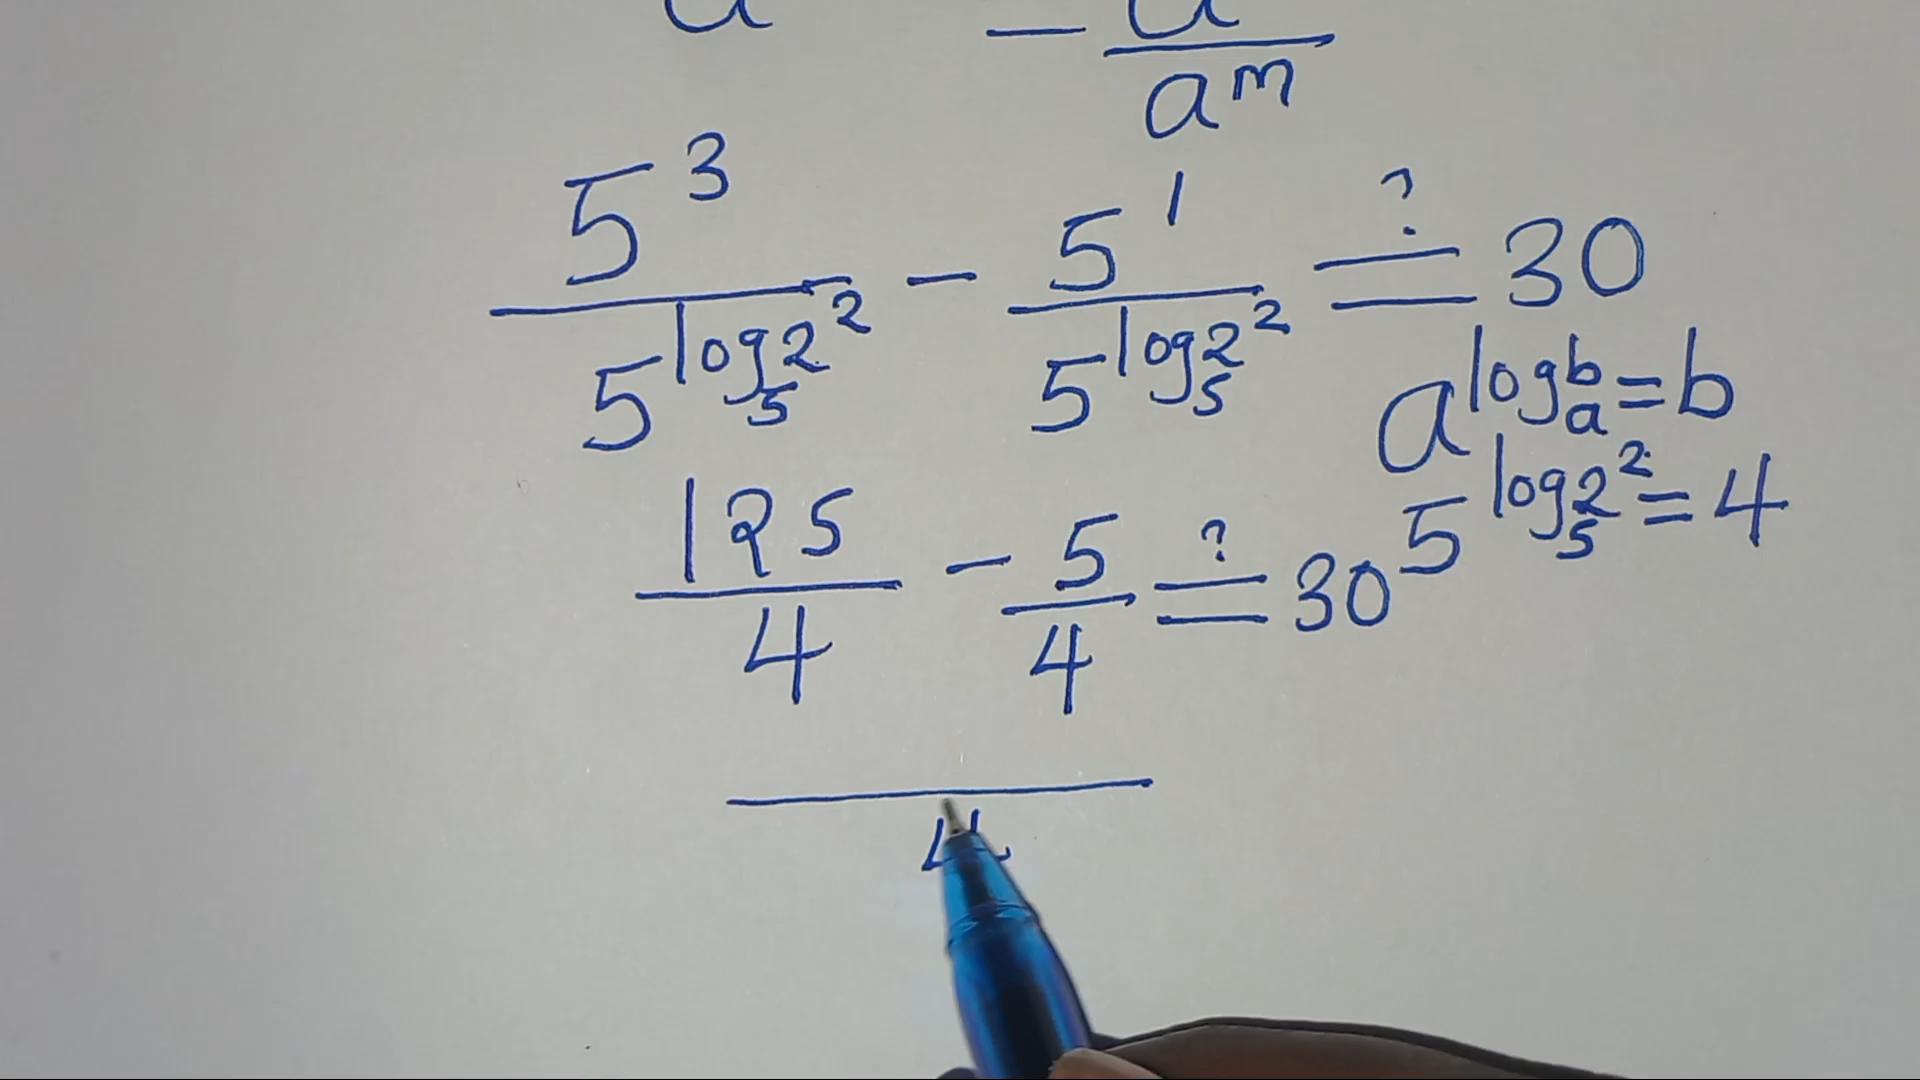 a = a / a^m
5^3 / 5^(log_5 2^2) - 5^1 / 5^(log_5 2^2) =? 30
a^(log_a b) = b
5^(log_5 2^2) = 4
125/4 - 5/4 =? 30
/ 4